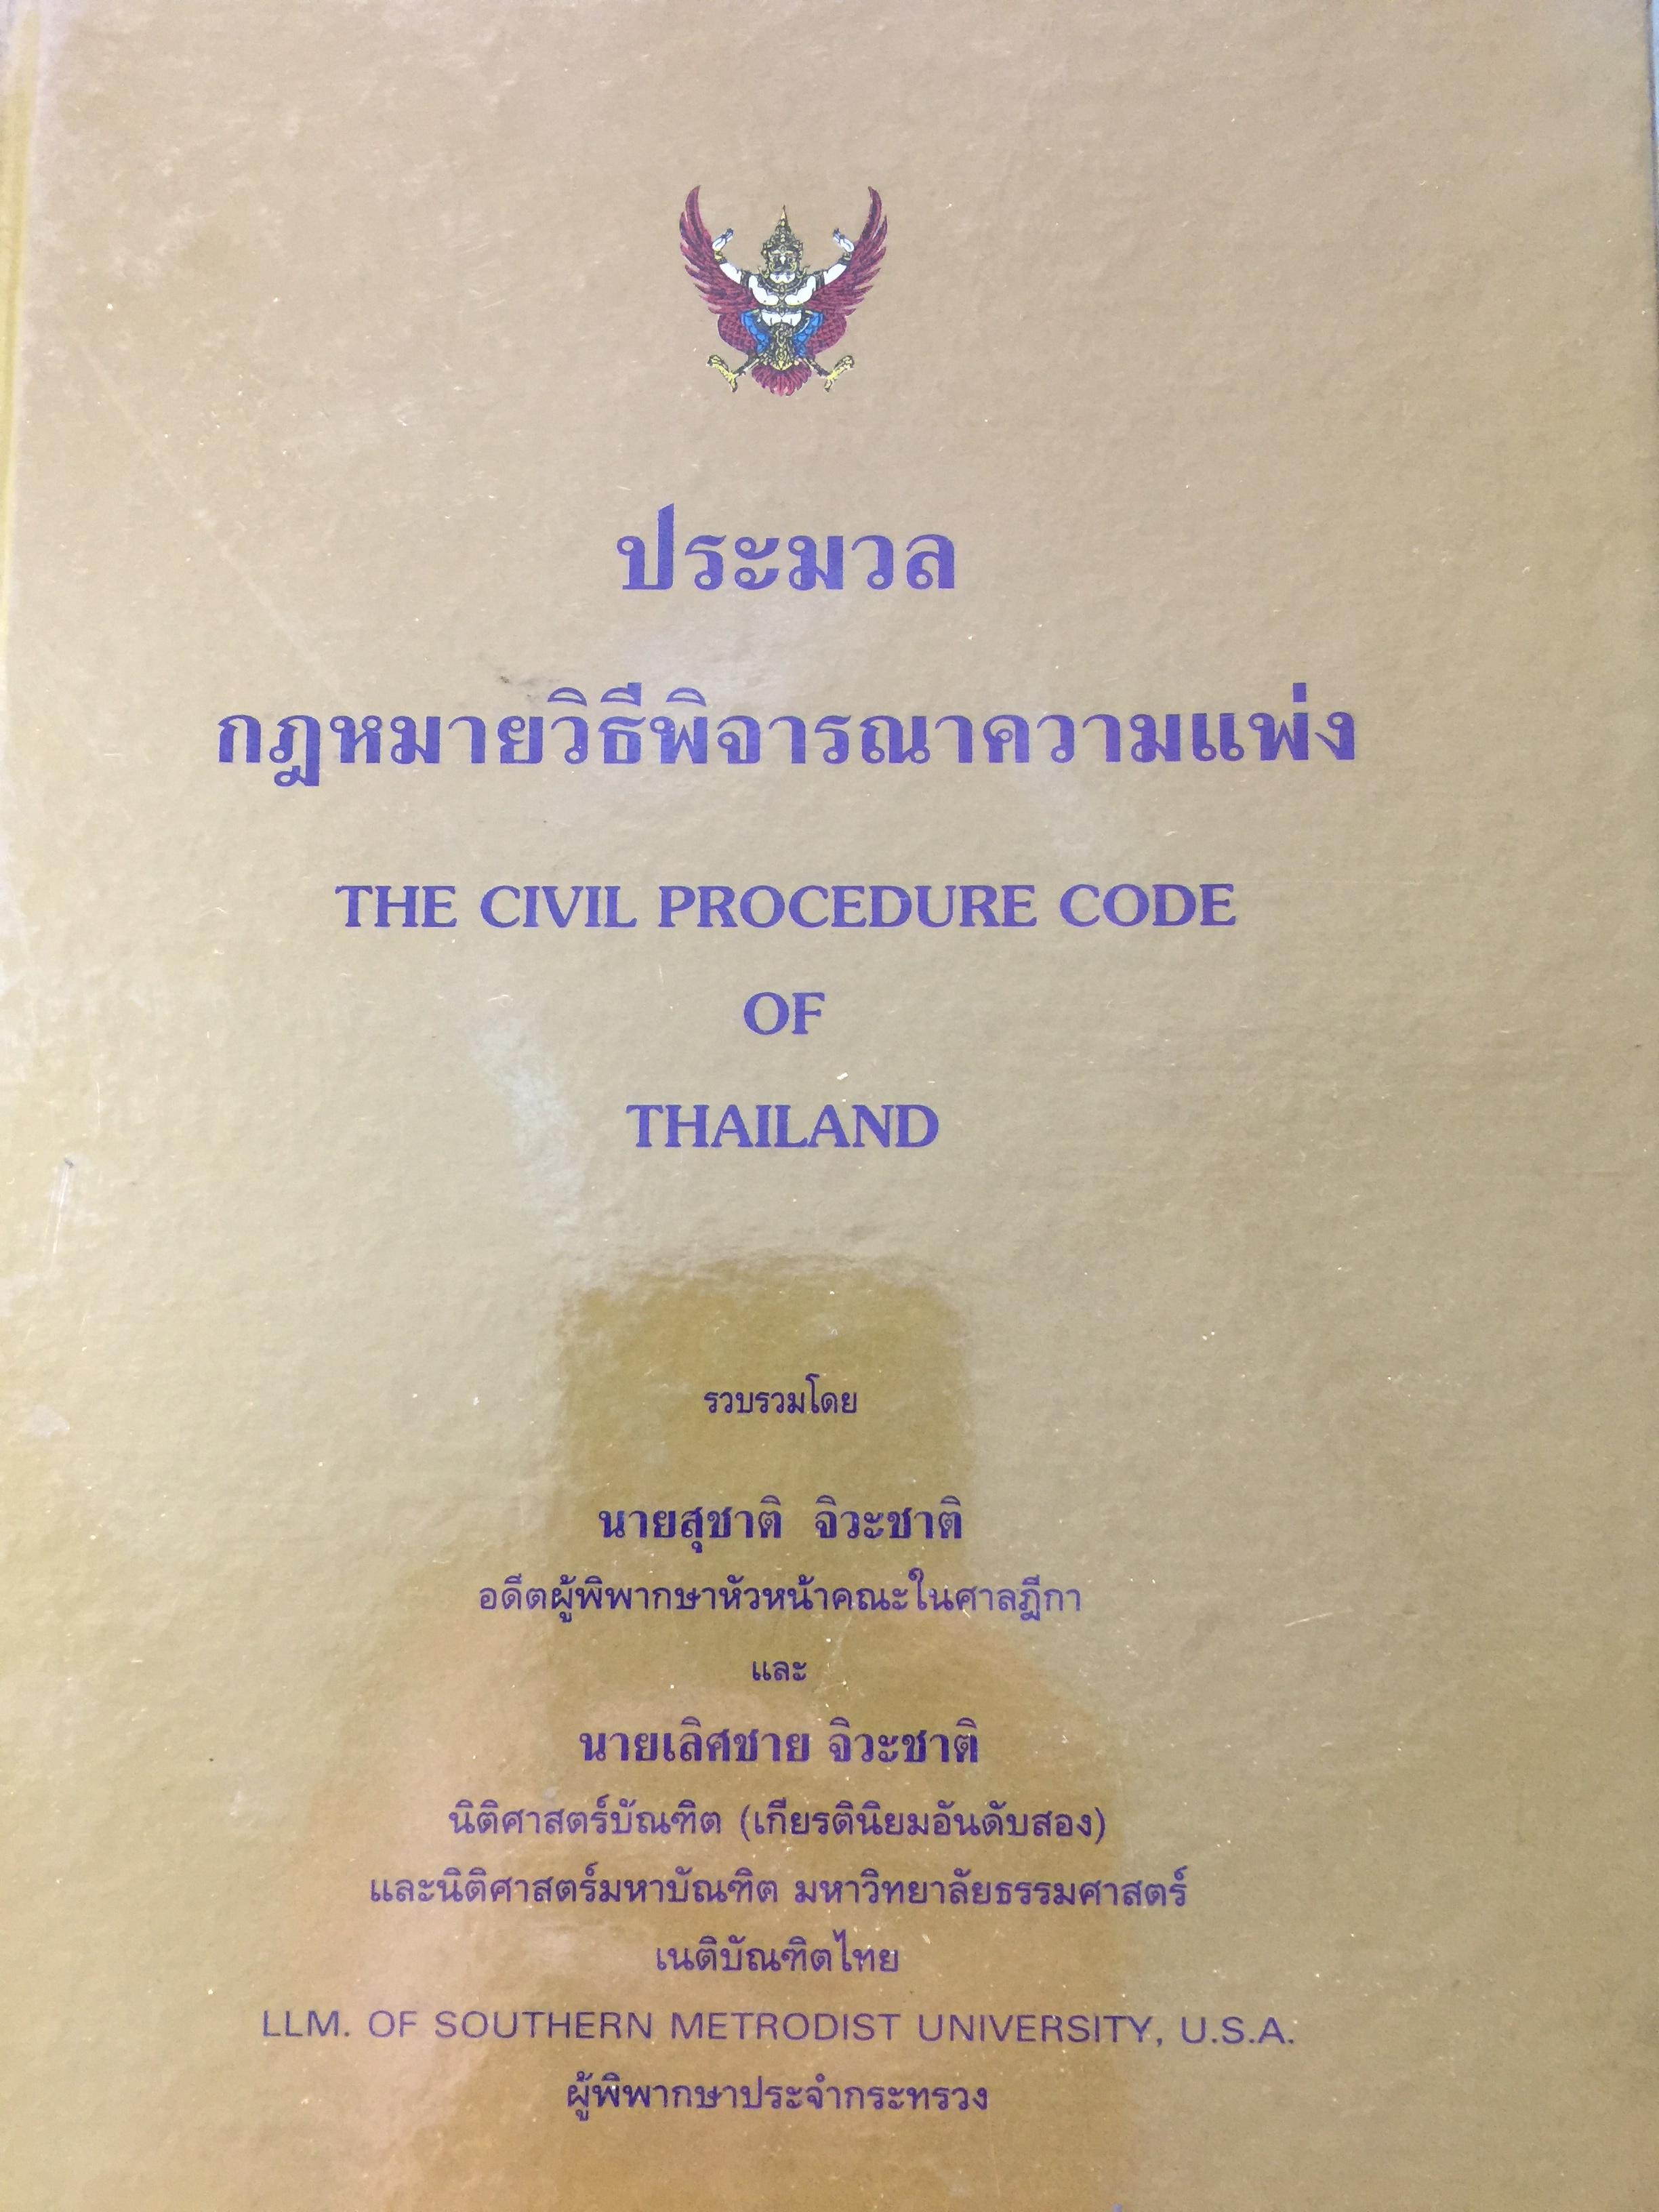 ประมวล
กฎหมายวิธีพิจารณาความแพ่ง
THE CIVIL PROCEDURE CODE
OF
THAILAND
รวบรวมโดย
นายสุชาติ จิวะชาติ
อดีตผู้พิพากษาหัวหน้าคณะในศาลฎีกา
และ
นายเลิศชาย จิวะชาติ
นิติศาสตร์บัณฑิต (เกียรตินิยมอันดับสอง)
และนิติศาสตร์มหาบัณฑิต มหาวิทยาลัยธรรมศาสตร์
เนติบัณฑิตไทย
LLM. OF SOUTHERN METRODIST UNIVERSITY, U.S.A.
ผู้พิพากษาประจำกระทรวง